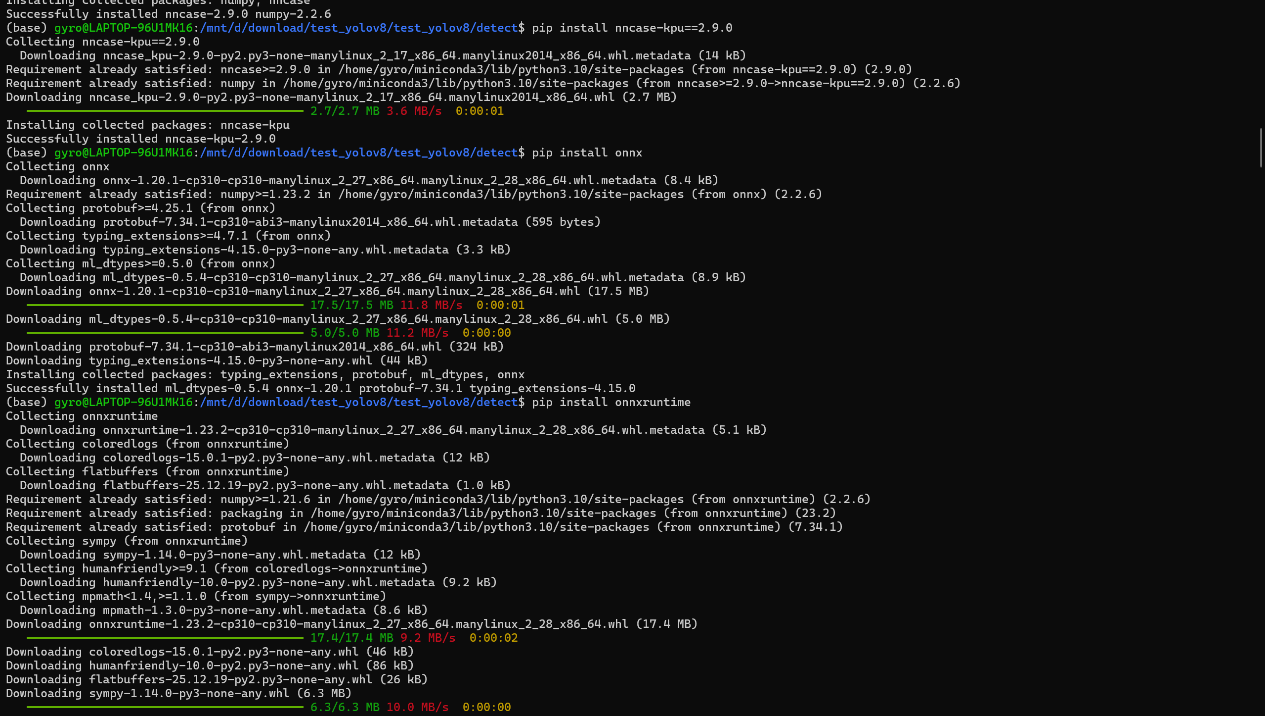 Installing collected packages: numpy, nncase
Successfully installed nncase-2.9.0 numpy-2.2.6
(base) gyro@LAPTOP-96U1MK16:/mnt/d/download/test_yolov8/test_yolov8/detect$ pip install nncase-kpu==2.9.0
Collecting nncase-kpu==2.9.0
  Downloading nncase_kpu-2.9.0-py2.py3-none-manylinux_2_17_x86_64.manylinux2014_x86_64.whl.metadata (14 kB)
Requirement already satisfied: nncase>=2.9.0 in /home/gyro/miniconda3/lib/python3.10/site-packages (from nncase-kpu==2.9.0) (2.9.0)
Requirement already satisfied: numpy in /home/gyro/miniconda3/lib/python3.10/site-packages (from nncase>=2.9.0->nncase-kpu==2.9.0) (2.2.6)
Downloading nncase_kpu-2.9.0-py2.py3-none-manylinux_2_17_x86_64.manylinux2014_x86_64.whl (2.7 MB)
2.7/2.7 MB 3.6 MB/s  0:00:01
Installing collected packages: nncase-kpu
Successfully installed nncase-kpu-2.9.0
(base) gyro@LAPTOP-96U1MK16:/mnt/d/download/test_yolov8/test_yolov8/detect$ pip install onnx
Collecting onnx
  Downloading onnx-1.20.1-cp310-cp310-manylinux_2_27_x86_64.manylinux_2_28_x86_64.whl.metadata (8.4 kB)
Requirement already satisfied: numpy>=1.23.2 in /home/gyro/miniconda3/lib/python3.10/site-packages (from onnx) (2.2.6)
Collecting protobuf>=4.25.1 (from onnx)
  Downloading protobuf-7.34.1-cp310-abi3-manylinux2014_x86_64.whl.metadata (595 bytes)
Collecting typing_extensions>=4.7.1 (from onnx)
  Downloading typing_extensions-4.15.0-py3-none-any.whl.metadata (3.3 kB)
Collecting ml_dtypes>=0.5.0 (from onnx)
  Downloading ml_dtypes-0.5.4-cp310-cp310-manylinux_2_27_x86_64.manylinux_2_28_x86_64.whl.metadata (8.9 kB)
Downloading onnx-1.20.1-cp310-cp310-manylinux_2_27_x86_64.manylinux_2_28_x86_64.whl (17.5 MB)
17.5/17.5 MB 11.8 MB/s  0:00:01
Downloading ml_dtypes-0.5.4-cp310-cp310-manylinux_2_27_x86_64.manylinux_2_28_x86_64.whl (5.0 MB)
5.0/5.0 MB 11.2 MB/s  0:00:00
Downloading protobuf-7.34.1-cp310-abi3-manylinux2014_x86_64.whl (324 kB)
Downloading typing_extensions-4.15.0-py3-none-any.whl (44 kB)
Installing collected packages: typing_extensions, protobuf, ml_dtypes, onnx
Successfully installed ml_dtypes-0.5.4 onnx-1.20.1 protobuf-7.34.1 typing_extensions-4.15.0
(base) gyro@LAPTOP-96U1MK16:/mnt/d/download/test_yolov8/test_yolov8/detect$ pip install onnxruntime
Collecting onnxruntime
  Downloading onnxruntime-1.23.2-cp310-cp310-manylinux_2_27_x86_64.manylinux_2_28_x86_64.whl.metadata (5.1 kB)
Collecting coloredlogs (from onnxruntime)
  Downloading coloredlogs-15.0.1-py2.py3-none-any.whl.metadata (12 kB)
Collecting flatbuffers (from onnxruntime)
  Downloading flatbuffers-25.12.19-py2.py3-none-any.whl.metadata (1.0 kB)
Requirement already satisfied: numpy>=1.21.6 in /home/gyro/miniconda3/lib/python3.10/site-packages (from onnxruntime) (2.2.6)
Requirement already satisfied: packaging in /home/gyro/miniconda3/lib/python3.10/site-packages (from onnxruntime) (23.2)
Requirement already satisfied: protobuf in /home/gyro/miniconda3/lib/python3.10/site-packages (from onnxruntime) (7.34.1)
Collecting sympy (from onnxruntime)
  Downloading sympy-1.14.0-py3-none-any.whl.metadata (12 kB)
Collecting humanfriendly>=9.1 (from coloredlogs->onnxruntime)
  Downloading humanfriendly-10.0-py2.py3-none-any.whl.metadata (9.2 kB)
Collecting mpmath<1.4,>=1.1.0 (from sympy->onnxruntime)
  Downloading mpmath-1.3.0-py3-none-any.whl.metadata (8.6 kB)
Downloading onnxruntime-1.23.2-cp310-cp310-manylinux_2_27_x86_64.manylinux_2_28_x86_64.whl (17.4 MB)
17.4/17.4 MB 9.2 MB/s  0:00:02
Downloading coloredlogs-15.0.1-py2.py3-none-any.whl (46 kB)
Downloading humanfriendly-10.0-py2.py3-none-any.whl (86 kB)
Downloading flatbuffers-25.12.19-py2.py3-none-any.whl (26 kB)
Downloading sympy-1.14.0-py3-none-any.whl (6.3 MB)
6.3/6.3 MB 10.0 MB/s  0:00:00